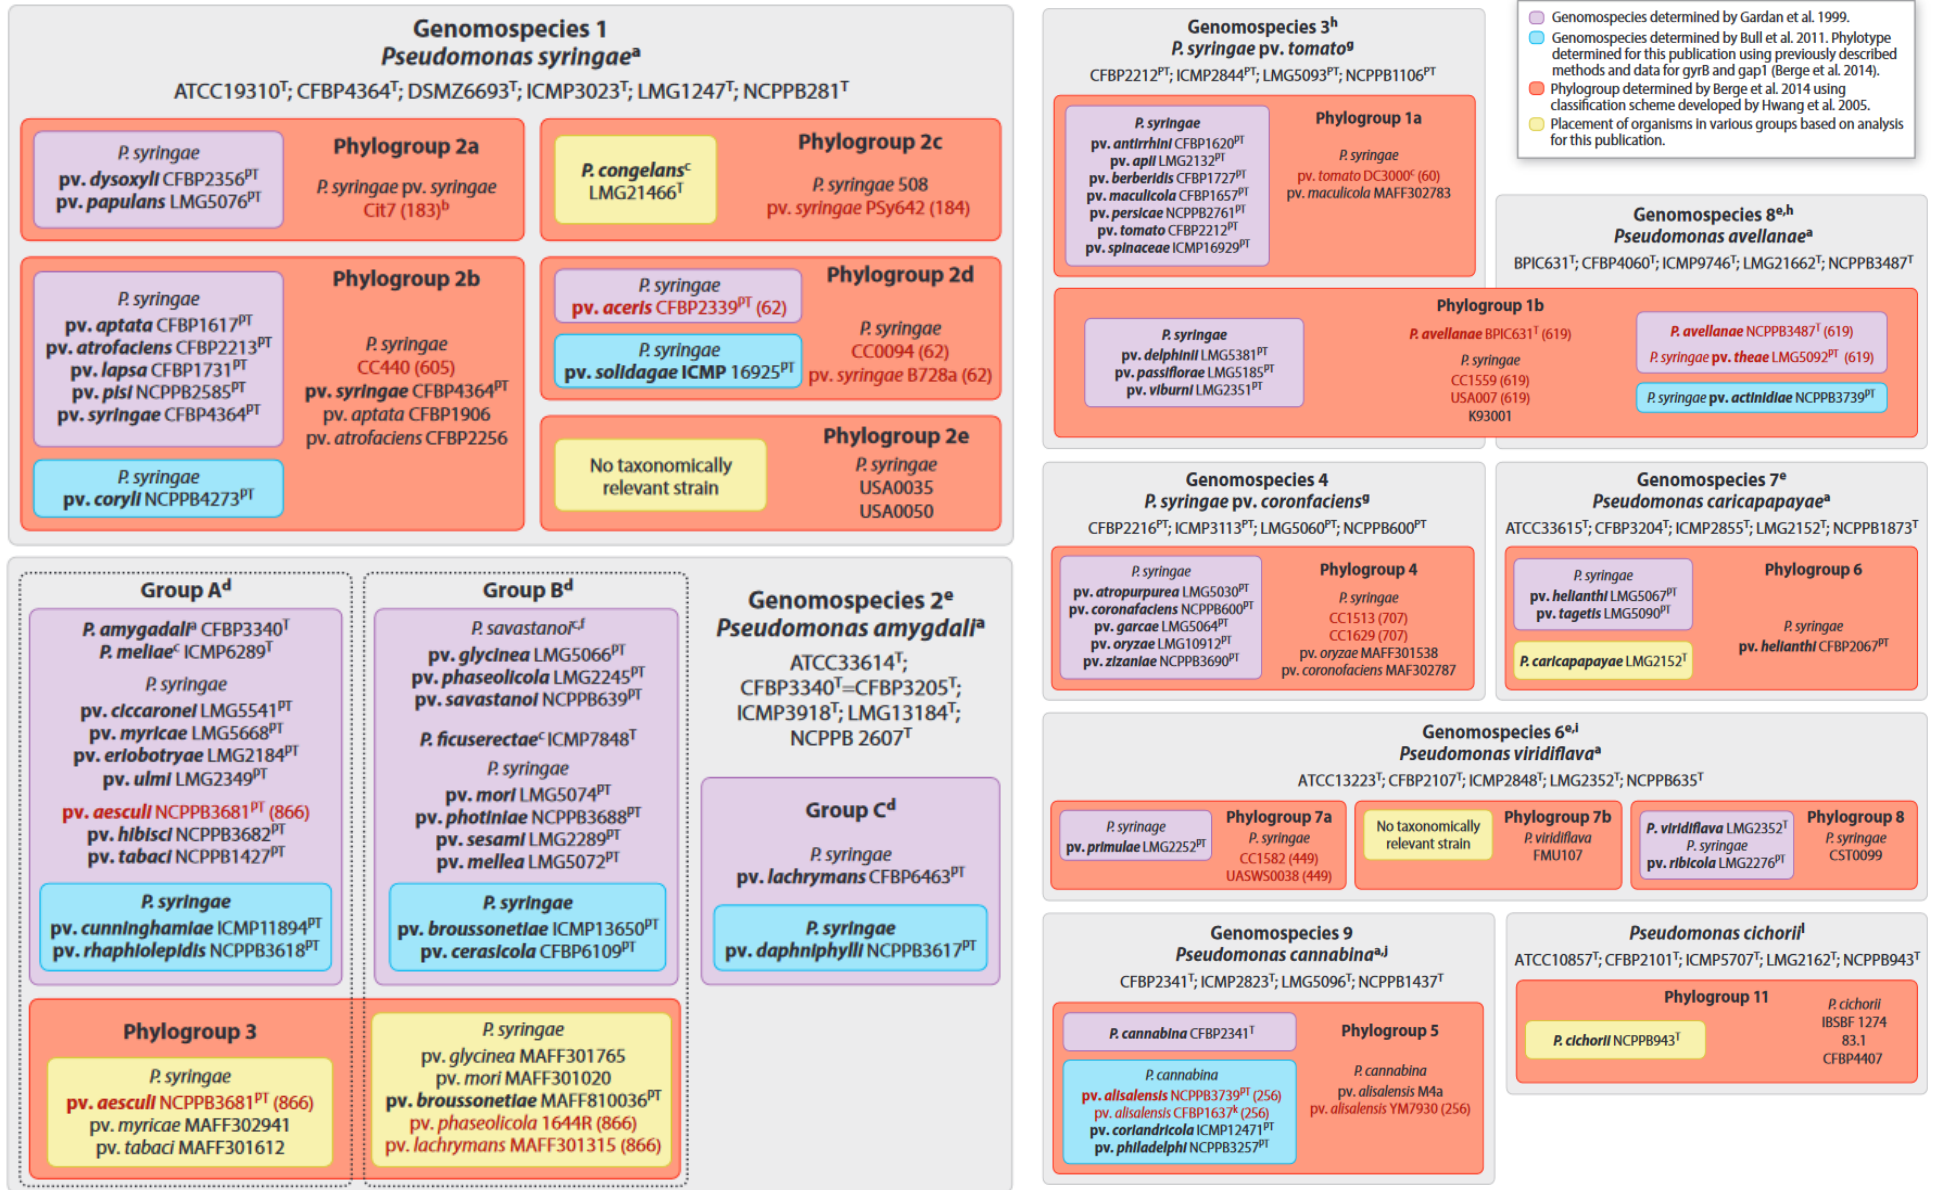 Genomospecies 1
Pseudomonas syringaeᵃ
ATCC19310ᵀ; CFBP4364ᵀ; DSMZ6693ᵀ; ICMP3023ᵀ; LMG1247ᵀ; NCPPB281ᵀ
P. syringae
pv. dysoxyli CFBP2356ᴾᵀ
pv. papulans LMG5076ᴾᵀ
Phylogroup 2a
P. syringae pv. syringae
Cit7 (183)ᵇ
P. congelansᶜ
LMG21466ᵀ
Phylogroup 2c
P. syringae 508
pv. syringae PSy642 (184)
P. syringae
pv. aptata CFBP1617ᴾᵀ
pv. atrofaciens CFBP2213ᴾᵀ
pv. lapsa CFBP1731ᴾᵀ
pv. pisi NCPPB2585ᴾᵀ
pv. syringae CFBP4364ᴾᵀ
P. syringae
pv. coryli NCPPB4273ᴾᵀ
Phylogroup 2b
P. syringae
CC440 (605)
pv. syringae CFBP4364ᴾᵀ
pv. aptata CFBP1906
pv. atrofaciens CFBP2256
P. syringae
pv. aceris CFBP2339ᴾᵀ (62)
P. syringae
pv. solidagae ICMP 16925ᴾᵀ
Phylogroup 2d
P. syringae
CC0094 (62)
pv. syringae B728a (62)
No taxonomically
relevant strain
Phylogroup 2e
P. syringae
USA0035
USA0050
Group Aᵈ
P. amygadaliᵃ CFBP3340ᵀ
P. meliaeᶜ ICMP6289ᵀ
P. syringae
pv. ciccaronei LMG5541ᴾᵀ
pv. myricae LMG5668ᴾᵀ
pv. eriobotryae LMG2184ᴾᵀ
pv. ulmi LMG2349ᴾᵀ
pv. aesculi NCPPB3681ᴾᵀ (866)
pv. hibisci NCPPB3682ᴾᵀ
pv. tabaci NCPPB1427ᴾᵀ
P. syringae
pv. cunninghamiae ICMP11894ᴾᵀ
pv. rhaphiolepidis NCPPB3618ᴾᵀ
Group Bᵈ
P. savastanoiᶜ,ᶠ
pv. glycinea LMG5066ᴾᵀ
pv. phaseolicola LMG2245ᴾᵀ
pv. savastanoi NCPPB639ᴾᵀ
P. ficuserectaeᶜ ICMP7848ᵀ
P. syringae
pv. mori LMG5074ᴾᵀ
pv. photiniae NCPPB3688ᴾᵀ
pv. sesami LMG2289ᴾᵀ
pv. mellea LMG5072ᴾᵀ
P. syringae
pv. broussonetiae ICMP13650ᴾᵀ
pv. cerasicola CFBP6109ᴾᵀ
Genomospecies 2ᵉ
Pseudomonas amygdaliᵃ
ATCC33614ᵀ;
CFBP3340ᵀ=CFBP3205ᵀ;
ICMP3918ᵀ; LMG13184ᵀ;
NCPPB 2607ᵀ
Group Cᵈ
P. syringae
pv. lachrymans CFBP6463ᴾᵀ
P. syringae
pv. daphniphylli NCPPB3617ᴾᵀ
Phylogroup 3
P. syringae
pv. aesculi NCPPB3681ᴾᵀ (866)
pv. myricae MAFF302941
pv. tabaci MAFF301612
P. syringae
pv. glycinea MAFF301765
pv. mori MAFF301020
pv. broussonetiae MAFF810036ᴾᵀ
pv. phaseolicola 1644R (866)
pv. lachrymans MAFF301315 (866)
Genomospecies 3ʰ
P. syringae pv. tomatoᵍ
CFBP2212ᴾᵀ; ICMP2844ᴾᵀ; LMG5093ᴾᵀ; NCPPB1106ᴾᵀ
P. syringae
pv. antirrhini CFBP1620ᴾᵀ
pv. apii LMG2132ᴾᵀ
pv. berberidis CFBP1727ᴾᵀ
pv. maculicola CFBP1657ᴾᵀ
pv. persicae NCPPB2761ᴾᵀ
pv. tomato CFBP2212ᴾᵀ
pv. spinaceae ICMP16929ᴾᵀ
Phylogroup 1a
P. syringae
pv. tomato DC3000ᶜ (60)
pv. maculicola MAFF302783
Genomospecies determined by Gardan et al. 1999.
Genomospecies determined by Bull et al. 2011. Phylotype
determined for this publication using previously described
methods and data for gyrB and gap1 (Berge et al. 2014).
Phylogroup determined by Berge et al. 2014 using
classification scheme developed by Hwang et al. 2005.
Placement of organisms in various groups based on analysis
for this publication.
Genomospecies 8ᵉ,ʰ
Pseudomonas avellanaeᵃ
BPIC631ᵀ; CFBP4060ᵀ; ICMP9746ᵀ; LMG21662ᵀ; NCPPB3487ᵀ
Phylogroup 1b
P. syringae
pv. delphinii LMG5381ᴾᵀ
pv. passiflorae LMG5185ᴾᵀ
pv. viburni LMG2351ᴾᵀ
P. avellanae BPIC631ᵀ (619)
P. syringae
CC1559 (619)
USA007 (619)
K93001
P. avellanae NCPPB3487ᵀ (619)
P. syringae pv. theae LMG5092ᴾᵀ (619)
P. syringae pv. actinidiae NCPPB3739ᴾᵀ
Genomospecies 4
P. syringae pv. coronfaciensᵍ
CFBP2216ᴾᵀ; ICMP3113ᴾᵀ; LMG5060ᴾᵀ; NCPPB600ᴾᵀ
P. syringae
pv. atropurpurea LMG5030ᴾᵀ
pv. coronafaciens NCPPB600ᴾᵀ
pv. garcae LMG5064ᴾᵀ
pv. oryzae LMG10912ᴾᵀ
pv. zizaniae NCPPB3690ᴾᵀ
Phylogroup 4
P. syringae
CC1513 (707)
CC1629 (707)
pv. oryzae MAFF301538
pv. coronofaciens MAF302787
Genomospecies 7ᵉ
Pseudomonas caricapapayaeᵃ
ATCC33615ᵀ; CFBP3204ᵀ; ICMP2855ᵀ; LMG2152ᵀ; NCPPB1873ᵀ
P. syringae
pv. helianthi LMG5067ᴾᵀ
pv. tagetis LMG5090ᴾᵀ
P. caricapapayae LMG2152ᵀ
Phylogroup 6
P. syringae
pv. helianthi CFBP2067ᴾᵀ
Genomospecies 6ᵉ,ⁱ
Pseudomonas viridiflavaᵃ
ATCC13223ᵀ; CFBP2107ᵀ; ICMP2848ᵀ; LMG2352ᵀ; NCPPB635ᵀ
P. syrinage
pv. primulae LMG2252ᴾᵀ
Phylogroup 7a
P. syringae
CC1582 (449)
UASWS0038 (449)
No taxonomically
relevant strain
Phylogroup 7b
P. viridiflava
FMU107
P. viridiflava LMG2352ᵀ
P. syringae
pv. ribicola LMG2276ᴾᵀ
Phylogroup 8
P. syringae
CST0099
Genomospecies 9
Pseudomonas cannabinaᵃ,ʲ
CFBP2341ᵀ; ICMP2823ᵀ; LMG5096ᵀ; NCPPB1437ᵀ
P. cannabina CFBP2341ᵀ
P. cannabina
pv. alisalensis NCPPB3739ᴾᵀ (256)
pv. alisalensis CFBP1637ᵏ (256)
pv. coriandricola ICMP12471ᴾᵀ
pv. philadelphi NCPPB3257ᴾᵀ
Phylogroup 5
P. cannabina
pv. alisalensis M4a
pv. alisalensis YM7930 (256)
Pseudomonas cichoriiˡ
ATCC10857ᵀ; CFBP2101ᵀ; ICMP5707ᵀ; LMG2162ᵀ; NCPPB943ᵀ
Phylogroup 11
P. cichorii NCPPB943ᵀ
P. cichorii
IBSBF 1274
83.1
CFBP4407